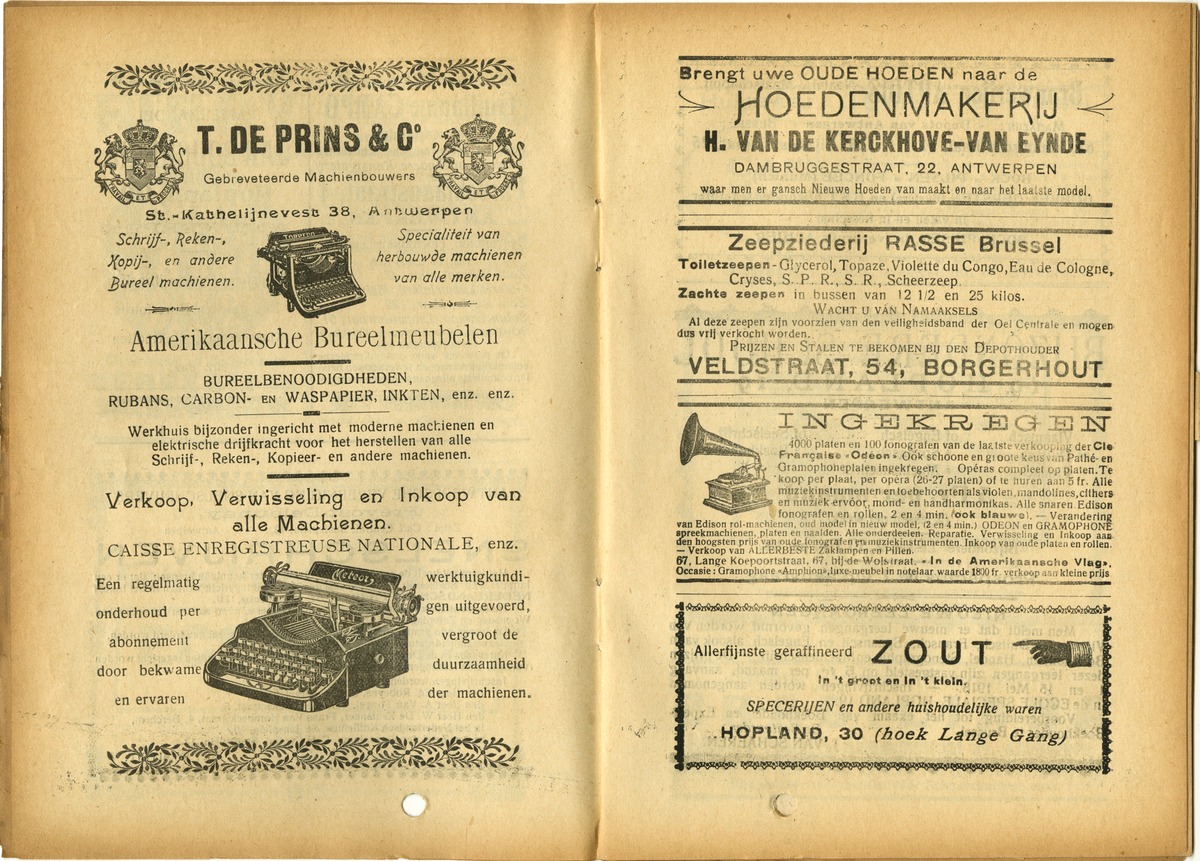 T. DE PRINS & Cº
Gebreveteerde Machienbouwers
St.-Kathelijnevest 38, Antwerpen
Schrijf-, Reken-,
Kopij-, en andere
Bureel machienen.
TORPEDO
Specialiteit van
herbouwde machienen
van alle merken.
Amerikaansche Bureelmeubelen
BUREELBENOODIGDHEDEN,
RUBANS, CARBON- EN WASPAPIER, INKTEN, enz. enz.
Werkhuis bijzonder ingericht met moderne machienen en
elektrische drijfkracht voor het herstellen van alle
Schrijf-, Reken-, Kopieer- en andere machienen.
Verkoop, Verwisseling en Inkoop van
alle Machienen.
CAISSE ENREGISTREUSE NATIONALE, enz.
Een regelmatig
onderhoud per
abonnement
door bekwame
en ervaren
Meteor
werktuigkundi-
gen uitgevoerd,
vergroot de
duurzaamheid
der machienen.
Brengt uwe OUDE HOEDEN naar de
HOEDENMAKERIJ
H. VAN DE KERCKHOVE-VAN EYNDE
DAMBRUGGESTRAAT, 22, ANTWERPEN
waar men er gansch Nieuwe Hoeden van maakt en naar het laatste model.
Zeepziederij RASSE Brussel
Toiletzeepen - Glycerol, Topaze, Violette du Congo, Eau de Cologne,
Cryses, S. P. R., S. R., Scheerzeep.
Zachte zeepen in bussen van 12 1/2 en 25 kilos.
WACHT U VAN NAMAAKSELS
Al deze zeepen zijn voorzien van den veiligheidsband der Oel Centrale en mogen
dus vrij verkocht worden.
PRIJZEN EN STALEN TE BEKOMEN BIJ DEN DEPOTHOUDER
VELDSTRAAT, 54, BORGERHOUT
INGEKREGEN
4000 platen en 100 fonografen van de laatste verkooping der Cie
Française «Odéon» Ook schoone en groote keus van Pathé- en
Gramophoneplaten ingekregen. Opéras compleet op platen. Te
koop per plaat, per opéra (26-27 platen) of te huren aan 5 fr. Alle
muziekinstrumenten en toebehoorten als violen, mandolines, cithers
en muziek ervóor, mond- en handharmonikas. Alle snaren Edison
fonografen en rollen, 2 en 4 min. (ook blauwe). — Verandering
van Edison rol-machienen, oud model in nieuw model, (2 en 4 min.) ODEON en GRAMOPHONE
spreekmachienen, platen en naalden. Alle onderdeelen. Reparatie. Verwisseling en Inkoop aan
den hoogsten prijs van oude fonografen en muziekinstrumenten. Inkoop van oude platen en rollen.
— Verkoop van ALLERBESTE Zaklampen en Pillen.
67, Lange Koepoortstraat, 67, bij de Wolstraat. «In de Amerikaansche Vlag».
Occasie: Gramophone «Amphion», luxe-meubel in notelaar, waarde 1800 fr. verkoop aan kleine prijs
Allerfijnste geraffineerd ZOUT
In 't groot en in 't klein.
SPECERIJEN en andere huishoudelijke waren
HOPLAND, 30 (hoek Lange Gang)